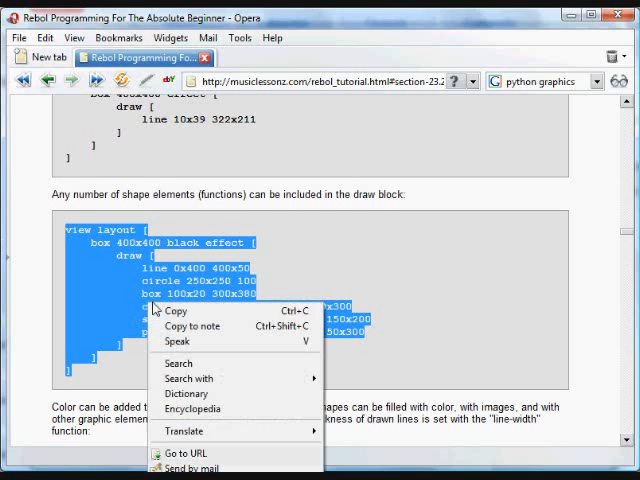 Rebol Programming For The Absolute Beginner - Opera
File Edit View Bookmarks Widgets Mail Tools Help
New tab Rebol Programming Fo...
http://musiclessonz.com/rebol_tutorial.html#section-23.2 ? python graphics
box 400x400 effect [
draw [
line 10x39 322x211
]
]
]
Any number of shape elements (functions) can be included in the draw block:
view layout [
box 400x400 black effect [
draw [
line 0x400 400x50
circle 250x250 100
box 100x20 300x380
x300
150x200
150x300
]
]
]
Copy Ctrl+C
Copy to note Ctrl+Shift+C
Speak V
Search
Search with
Dictionary
Encyclopedia
Translate
Go to URL
Send by mail
Color can be added t hapes can be filled with color, with images, and with
other graphic elemen ckness of drawn lines is set with the "line-width"
function: